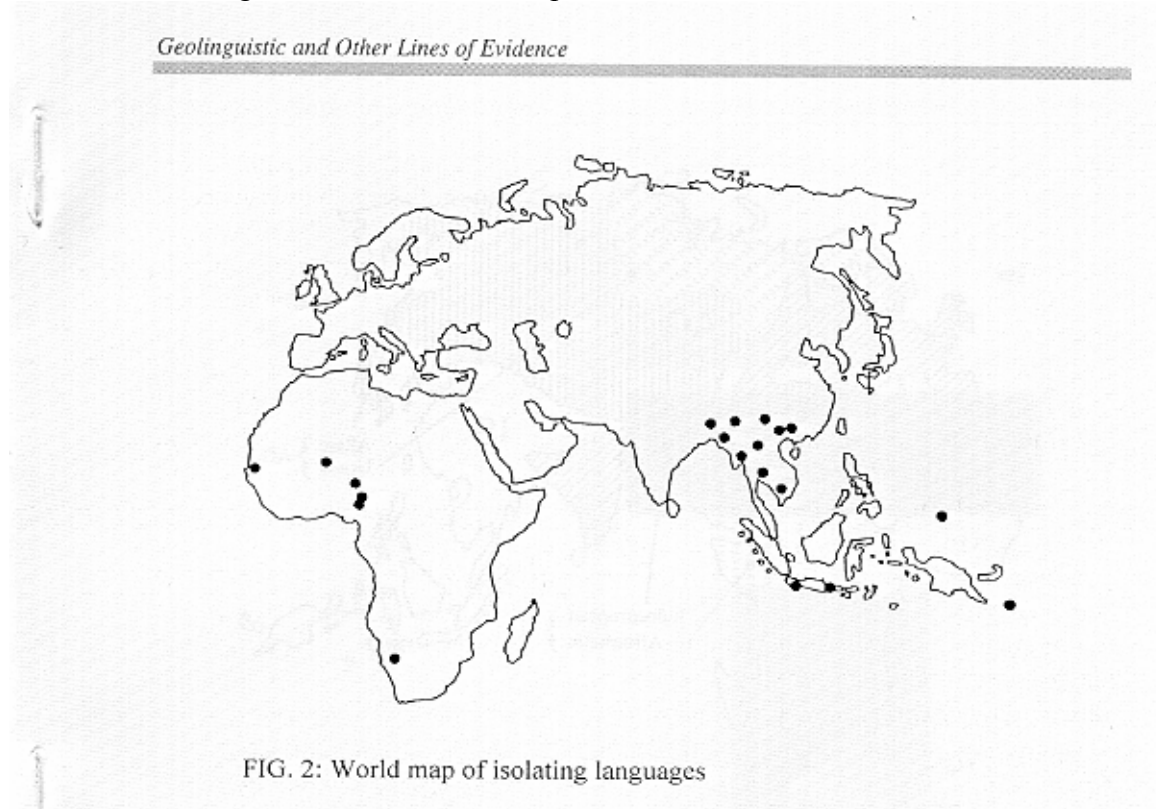 Geolinguistic and Other Lines of Evidence
FIG. 2: World map of isolating languages